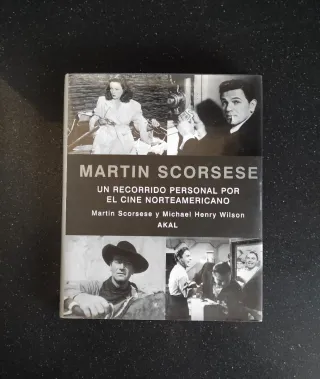 MARTIN SCORSESE
UN RECORRIDO PERSONAL POR
EL CINE NORTEAMERICANO
Martin Scorsese y Michael Henry Wilson
AKAL